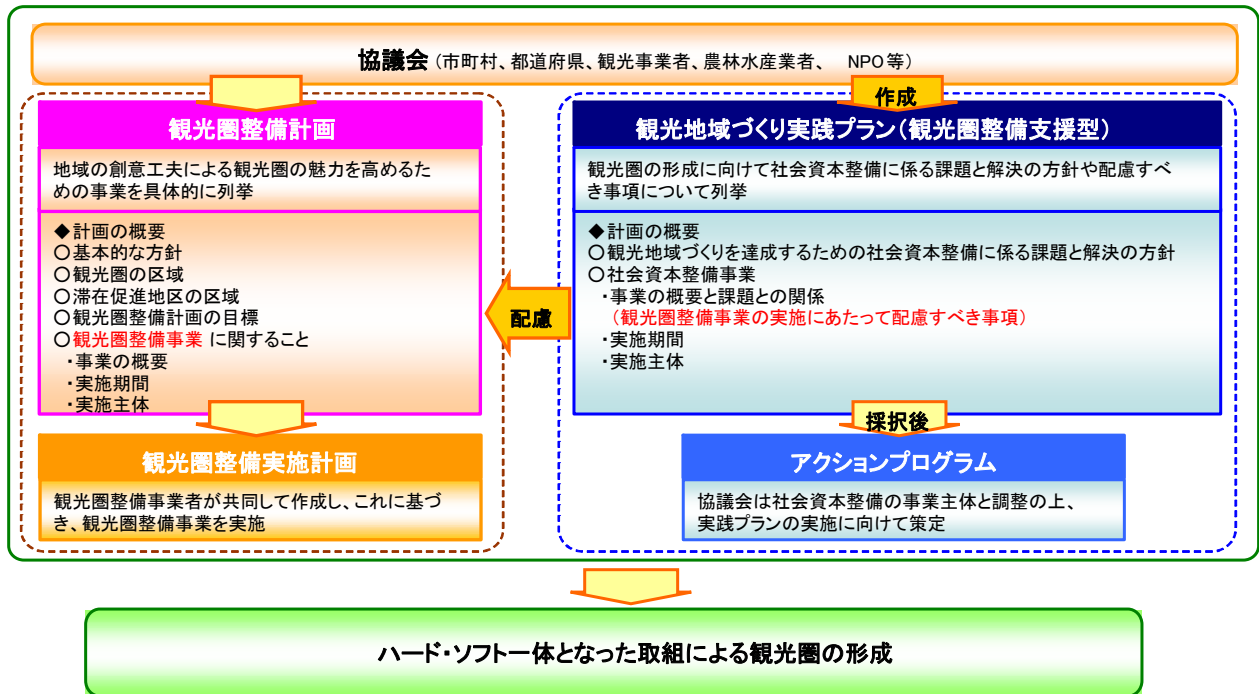 協議会（市町村、都道府県、観光事業者、農林水産業者、　NPO等）
観光圏整備計画
地域の創意工夫による観光圏の魅力を高めるた
めの事業を具体的に列挙
◆計画の概要
○基本的な方針
○観光圏の区域
○滞在促進地区の区域
○観光圏整備計画の目標
○観光圏整備事業 に関すること
・事業の概要
・実施期間
・実施主体
観光圏整備実施計画
観光圏整備事業者が共同して作成し、これに基づ
き、観光圏整備事業を実施
作成
観光地域づくり実践プラン（観光圏整備支援型）
観光圏の形成に向けて社会資本整備に係る課題と解決の方針や配慮すべ
き事項について列挙
◆計画の概要
○観光地域づくりを達成するための社会資本整備に係る課題と解決の方針
○社会資本整備事業
・事業の概要と課題との関係
（観光圏整備事業の実施にあたって配慮すべき事項）
・実施期間
・実施主体
配慮
採択後
アクションプログラム
協議会は社会資本整備の事業主体と調整の上、
実践プランの実施に向けて策定
ハード・ソフト一体となった取組による観光圏の形成